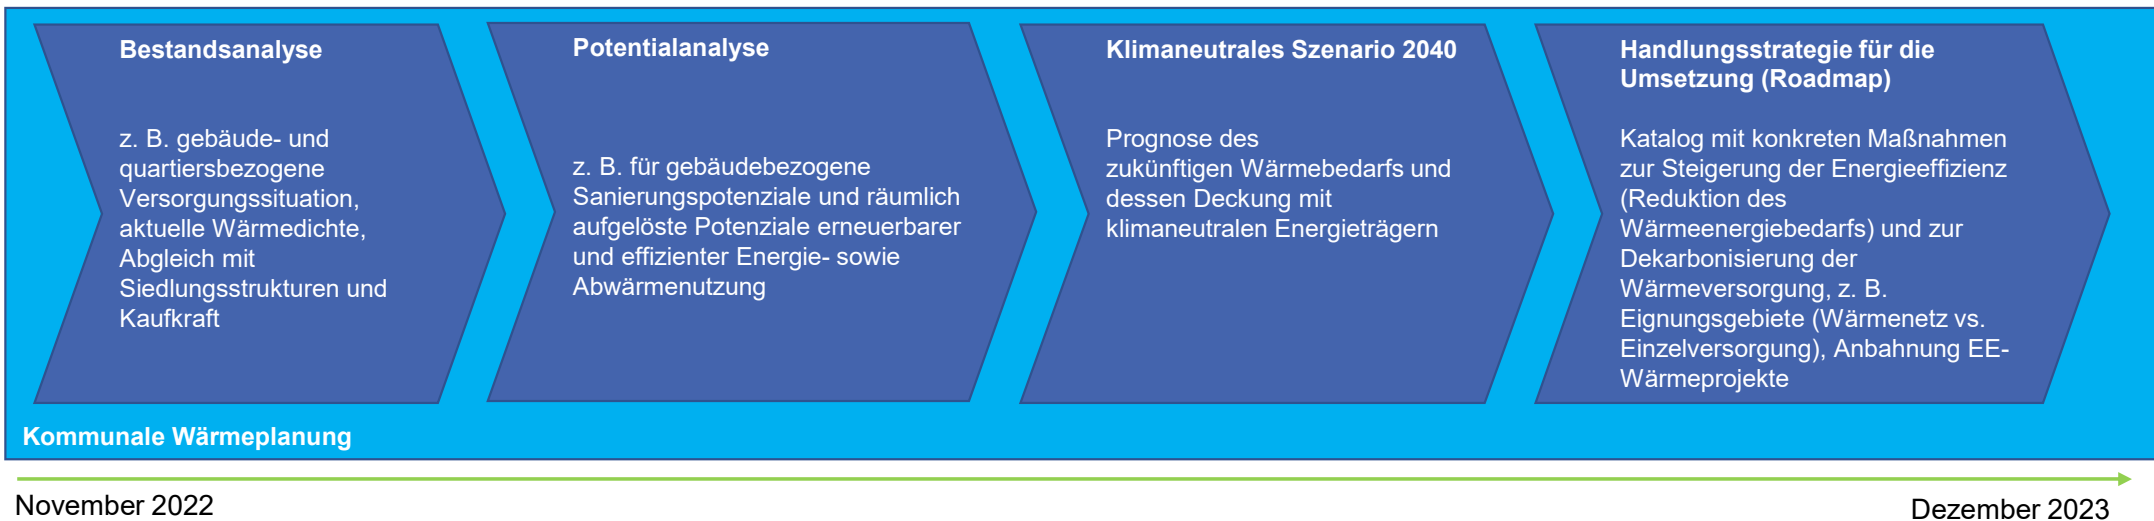 Bestandsanalyse
z. B. gebäude- und
quartiersbezogene
Versorgungssituation,
aktuelle Wärmedichte,
Abgleich mit
Siedlungsstrukturen und
Kaufkraft
Potentialanalyse
z. B. für gebäudebezogene
Sanierungspotenziale und räumlich
aufgelöste Potenziale erneuerbarer
und effizienter Energie- sowie
Abwärmenutzung
Klimaneutrales Szenario 2040
Prognose des
zukünftigen Wärmebedarfs und
dessen Deckung mit
klimaneutralen Energieträgern
Handlungsstrategie für die
Umsetzung (Roadmap)
Katalog mit konkreten Maßnahmen
zur Steigerung der Energieeffizienz
(Reduktion des
Wärmeenergiebedarfs) und zur
Dekarbonisierung der
Wärmeversorgung, z. B.
Eignungsgebiete (Wärmenetz vs.
Einzelversorgung), Anbahnung EE-
Wärmeprojekte
Kommunale Wärmeplanung
November 2022
Dezember 2023